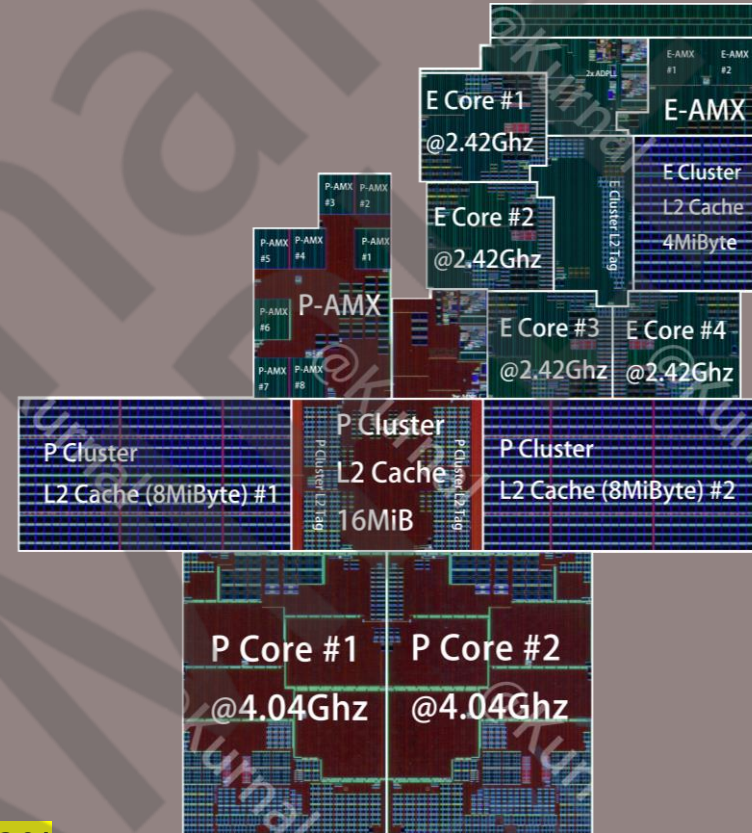 @Kurnal
2x ADPLL
E-AMX
#1
E-AMX
#2
E-AMX
E Core #1
@2.42Ghz
E Cluster
L2 Cache
4MiByte
E Cluster L2 Tag
E Core #2
@2.42Ghz
P-AMX
#3
P-AMX
#2
P-AMX
#5
P-AMX
#4
P-AMX
#1
P-AMX
P-AMX
#6
P-AMX
#7
P-AMX
#8
E Core #3
@2.42Ghz
E Core #4
@2.42Ghz
@Kurnal
P Cluster
L2 Cache (8MiByte) #1
P Cluster L2 Tag
P Cluster
L2 Cache
16MiB
P Cluster L2 Tag
P Cluster
L2 Cache (8MiByte) #2
P Core #1
@4.04Ghz
P Core #2
@4.04Ghz
@Kurnal